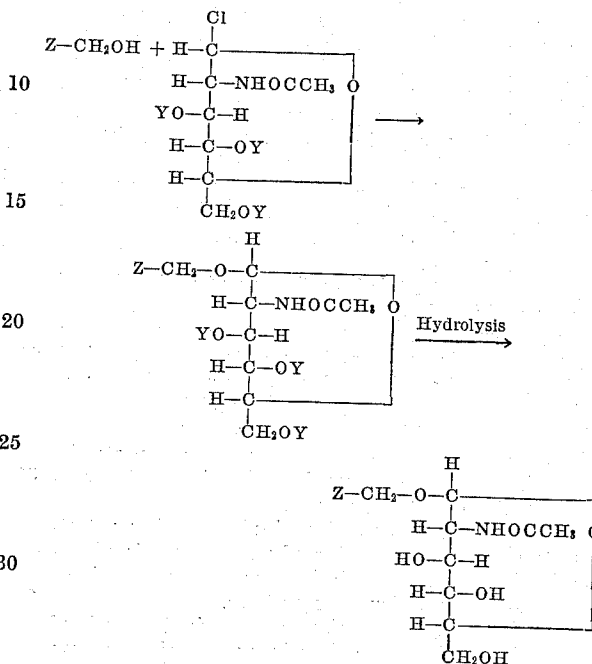 Cl
Z—CH2OH + H—C
10 H—C—NHOCCH3 O
YO—C—H
H—C—OY
H—C
15 CH2OY
H
Z—CH2—O—C
20 H—C—NHOCCH3 O
YO—C—H Hydrolysis
H—C—OY
H—C
25 CH2OY
H
Z—CH2—O—C
30 H—C—NHOCCH3 O
HO—C—H
H—C—OH
H—C
CH2OH